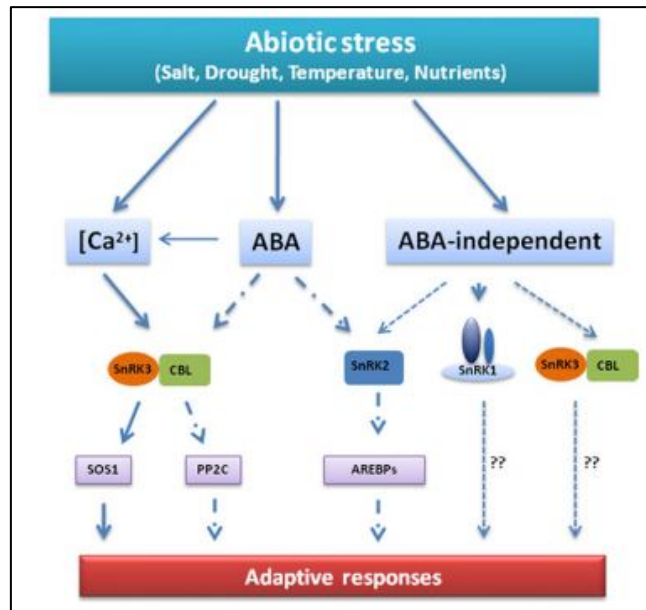 Abiotic stress
(Salt, Drought, Temperature, Nutrients)
[Ca²⁺]
ABA
ABA-independent
SnRK3
CBL
SnRK2
SnRK1
SnRK3
CBL
SOS1
PP2C
AREBPs
??
??
Adaptive responses